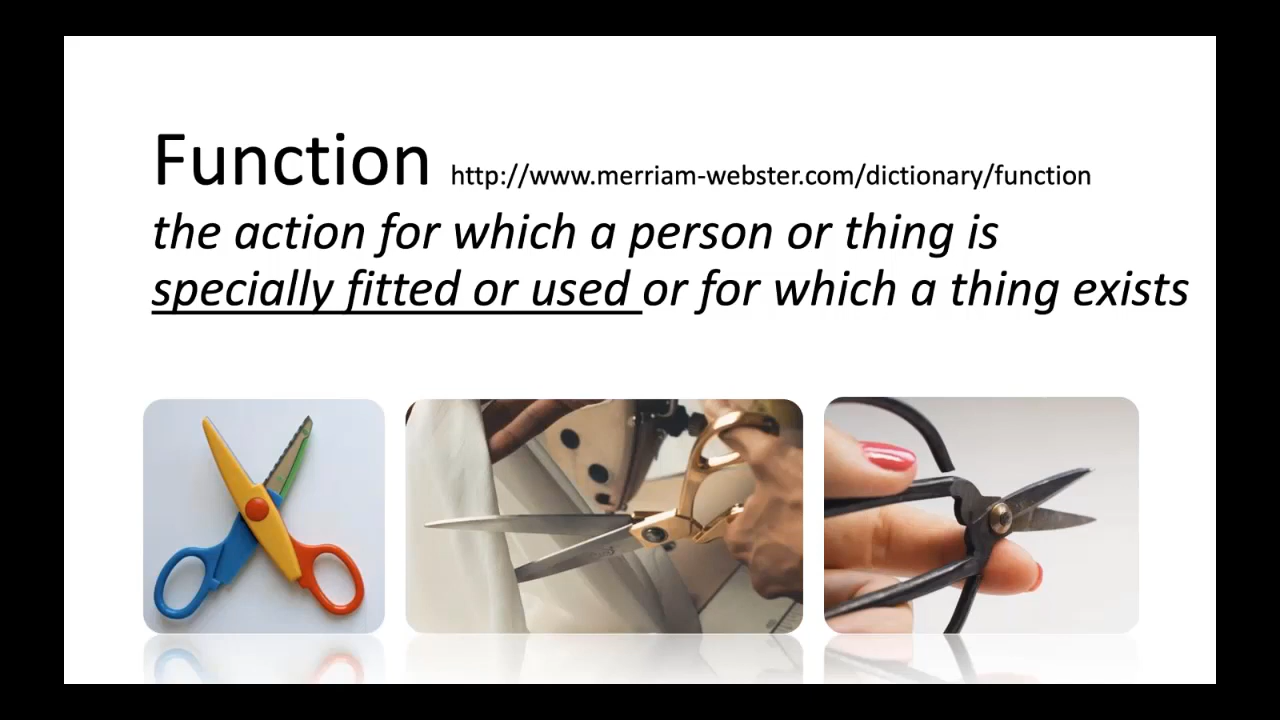 Function http://www.merriam-webster.com/dictionary/function
the action for which a person or thing is
specially fitted or used or for which a thing exists